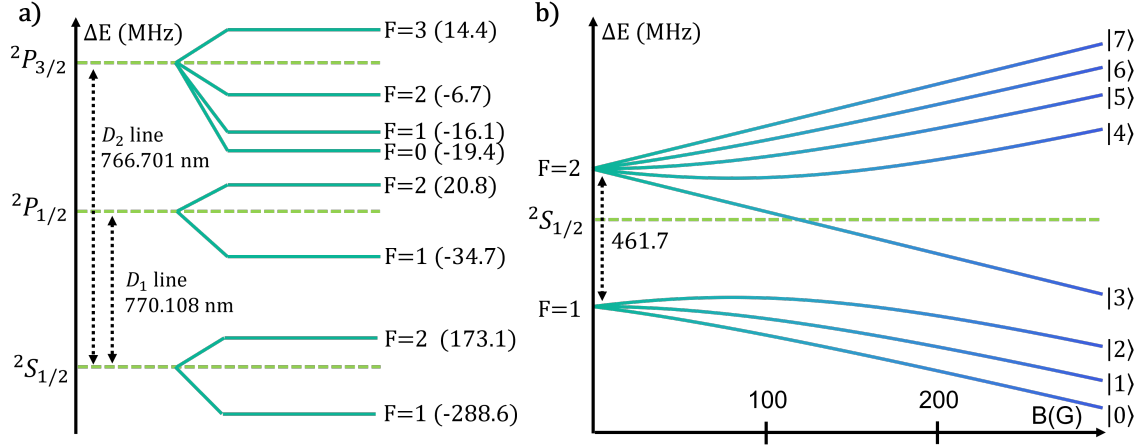 a)
ΔE (MHz)
²P₃/₂
F=3 (14.4)
F=2 (-6.7)
F=1 (-16.1)
F=0 (-19.4)
D₂ line
766.701 nm
²P₁/₂
F=2 (20.8)
F=1 (-34.7)
D₁ line
770.108 nm
²S₁/₂
F=2 (173.1)
F=1 (-288.6)
b)
ΔE (MHz)
|7⟩
|6⟩
|5⟩
|4⟩
F=2
²S₁/₂
461.7
F=1
|3⟩
|2⟩
|1⟩
|0⟩
100
200
B(G)